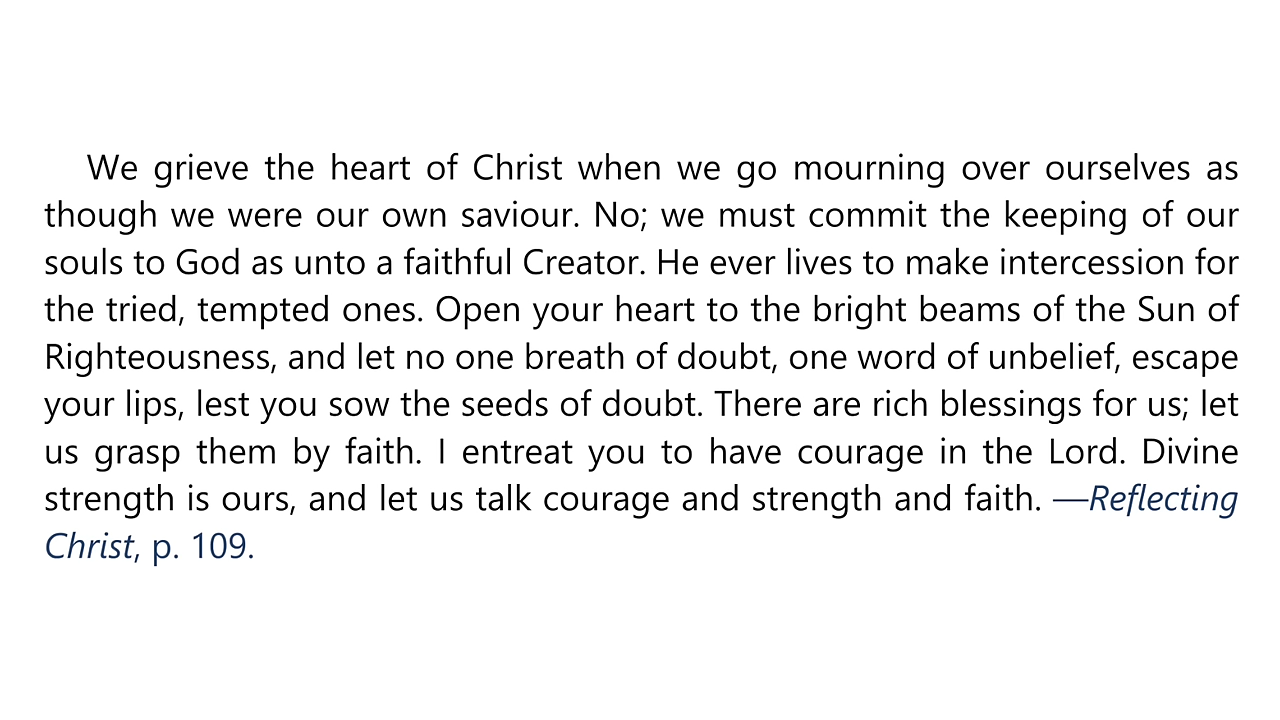 We grieve the heart of Christ when we go mourning over ourselves as
though we were our own saviour. No; we must commit the keeping of our
souls to God as unto a faithful Creator. He ever lives to make intercession for
the tried, tempted ones. Open your heart to the bright beams of the Sun of
Righteousness, and let no one breath of doubt, one word of unbelief, escape
your lips, lest you sow the seeds of doubt. There are rich blessings for us; let
us grasp them by faith. I entreat you to have courage in the Lord. Divine
strength is ours, and let us talk courage and strength and faith. —Reflecting
Christ, p. 109.